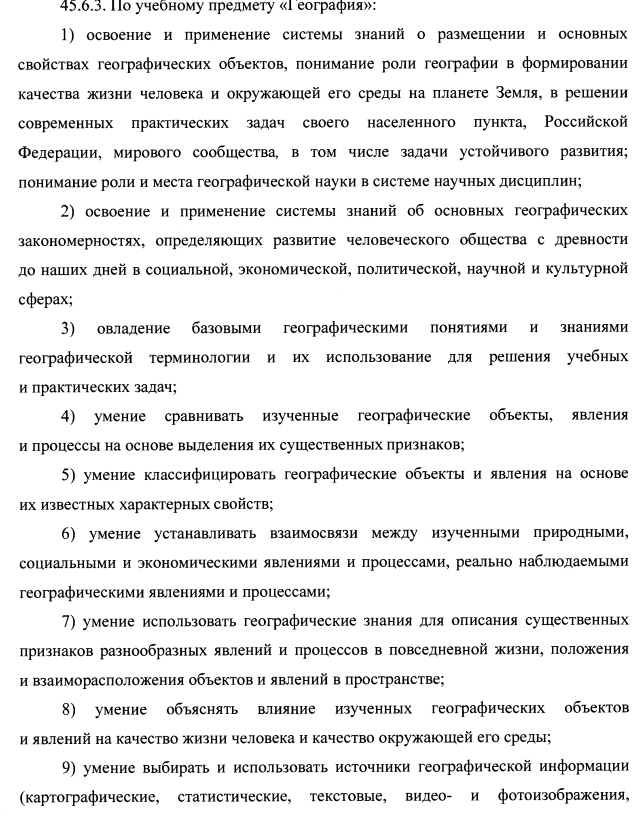 45.6.3. По учебному предмету «География»:
1) освоение и применение системы знаний о размещении и основных
свойствах географических объектов, понимание роли географии в формировании
качества жизни человека и окружающей его среды на планете Земля, в решении
современных практических задач своего населенного пункта, Российской
Федерации, мирового сообщества, в том числе задачи устойчивого развития;
понимание роли и места географической науки в системе научных дисциплин;
2) освоение и применение системы знаний об основных географических
закономерностях, определяющих развитие человеческого общества с древности
до наших дней в социальной, экономической, политической, научной и культурной
сферах;
3) овладение базовыми географическими понятиями и знаниями
географической терминологии и их использование для решения учебных
и практических задач;
4) умение сравнивать изученные географические объекты, явления
и процессы на основе выделения их существенных признаков;
5) умение классифицировать географические объекты и явления на основе
их известных характерных свойств;
6) умение устанавливать взаимосвязи между изученными природными,
социальными и экономическими явлениями и процессами, реально наблюдаемыми
географическими явлениями и процессами;
7) умение использовать географические знания для описания существенных
признаков разнообразных явлений и процессов в повседневной жизни, положения
и взаиморасположения объектов и явлений в пространстве;
8) умение объяснять влияние изученных географических объектов
и явлений на качество жизни человека и качество окружающей его среды;
9) умение выбирать и использовать источники географической информации
(картографические, статистические, текстовые, видео- и фотоизображения,